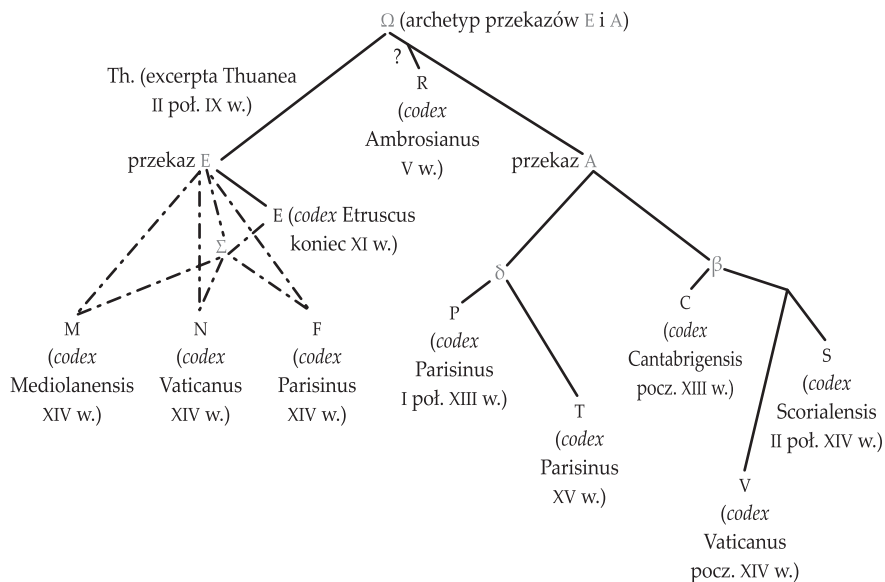 Ω (archetyp przekazów E i A)
?
Th. (excerpta Thuanea
II poł. IX w.)
R
(codex
Ambrosianus
V w.)
przekaz E
przekaz A
E (codex Etruscus
koniec XI w.)
Σ
δ
β
M
(codex
Mediolanensis
XIV w.)
N
(codex
Vaticanus
XIV w.)
F
(codex
Parisinus
XIV w.)
P
(codex
Parisinus
I poł. XIII w.)
T
(codex
Parisinus
XV w.)
C
(codex
Cantabrigensis
pocz. XIII w.)
S
(codex
Scorialensis
II poł. XIV w.)
V
(codex
Vaticanus
pocz. XIV w.)